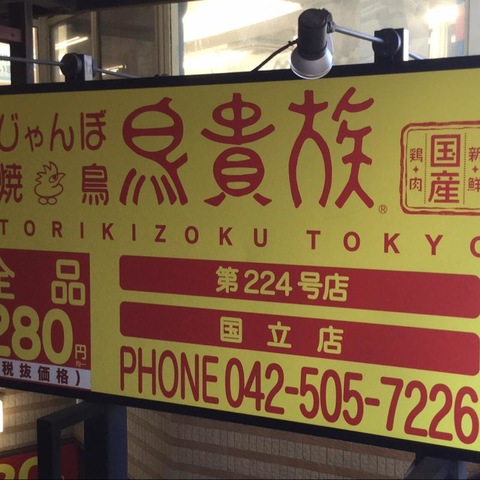 じゃんぼ
焼鳥
鳥貴族®
新鮮
国産
鶏・肉
TORIKIZOKU TOKYO
全品
280円
(税抜価格)
第224号店
国立店
PHONE 042-505-7226